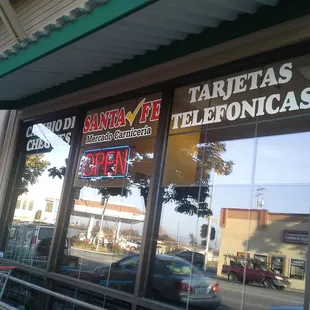 CAMBIO DE
CHEQUES
SANTA FE
Mercado Carniceria
OPEN
TARJETAS
TELEFONICAS